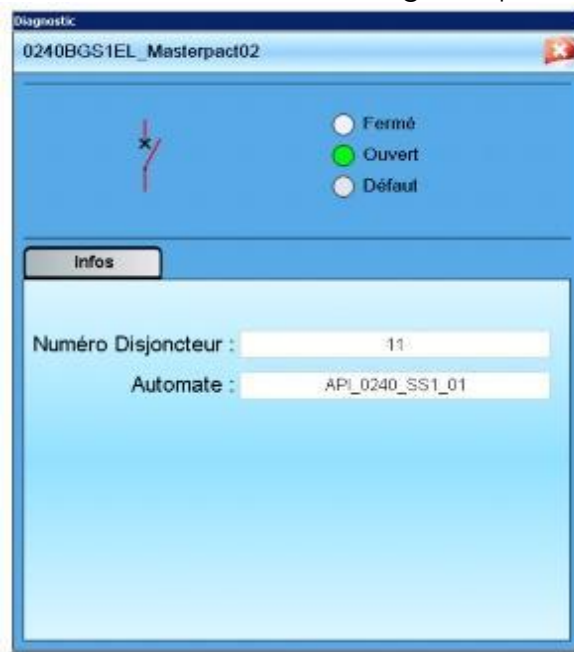 Diagnostic
0240BGS1EL_Masterpact02
Fermé
Ouvert
Défaut
Infos
Numéro Disjoncteur : 11
Automate : API_0240_SS1_01